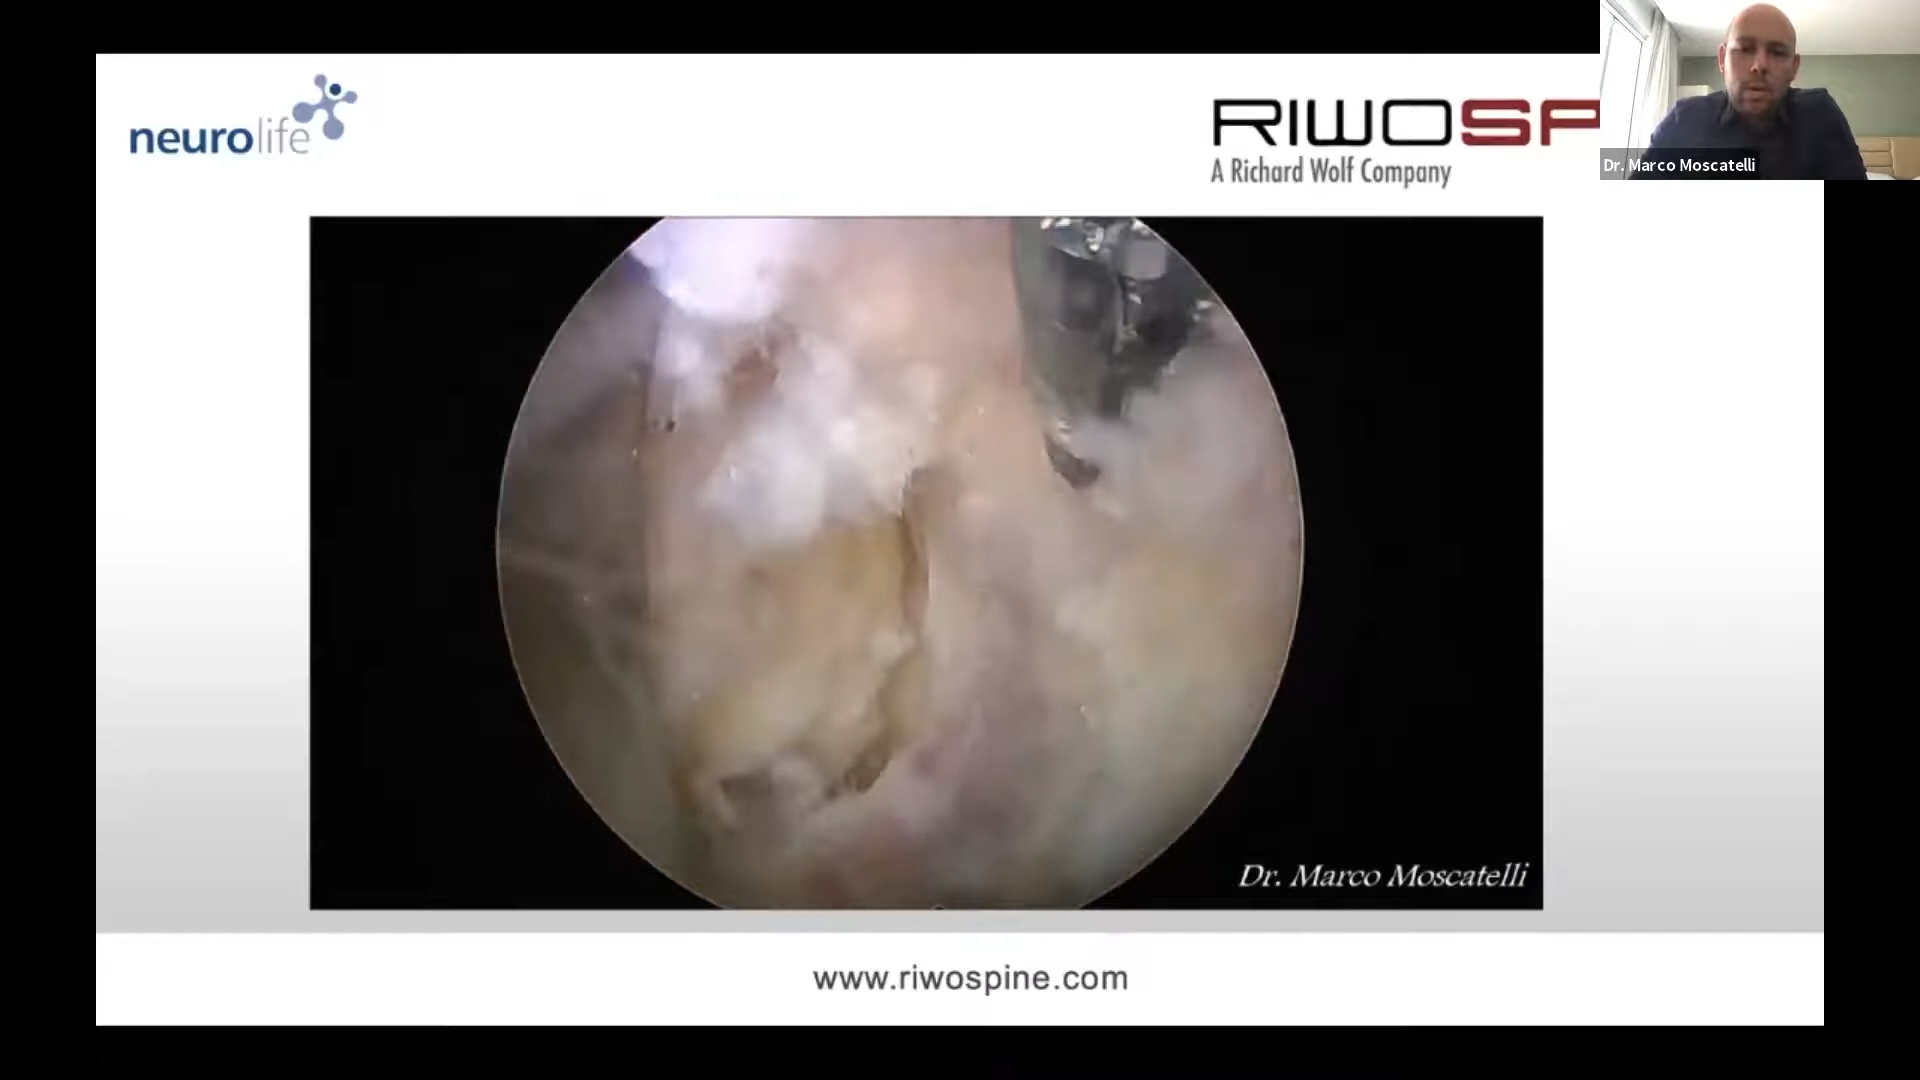 neurolife
RIWOSP
A Richard Wolf Company
Dr. Marco Moscatelli
Dr. Marco Moscatelli
www.riwospine.com